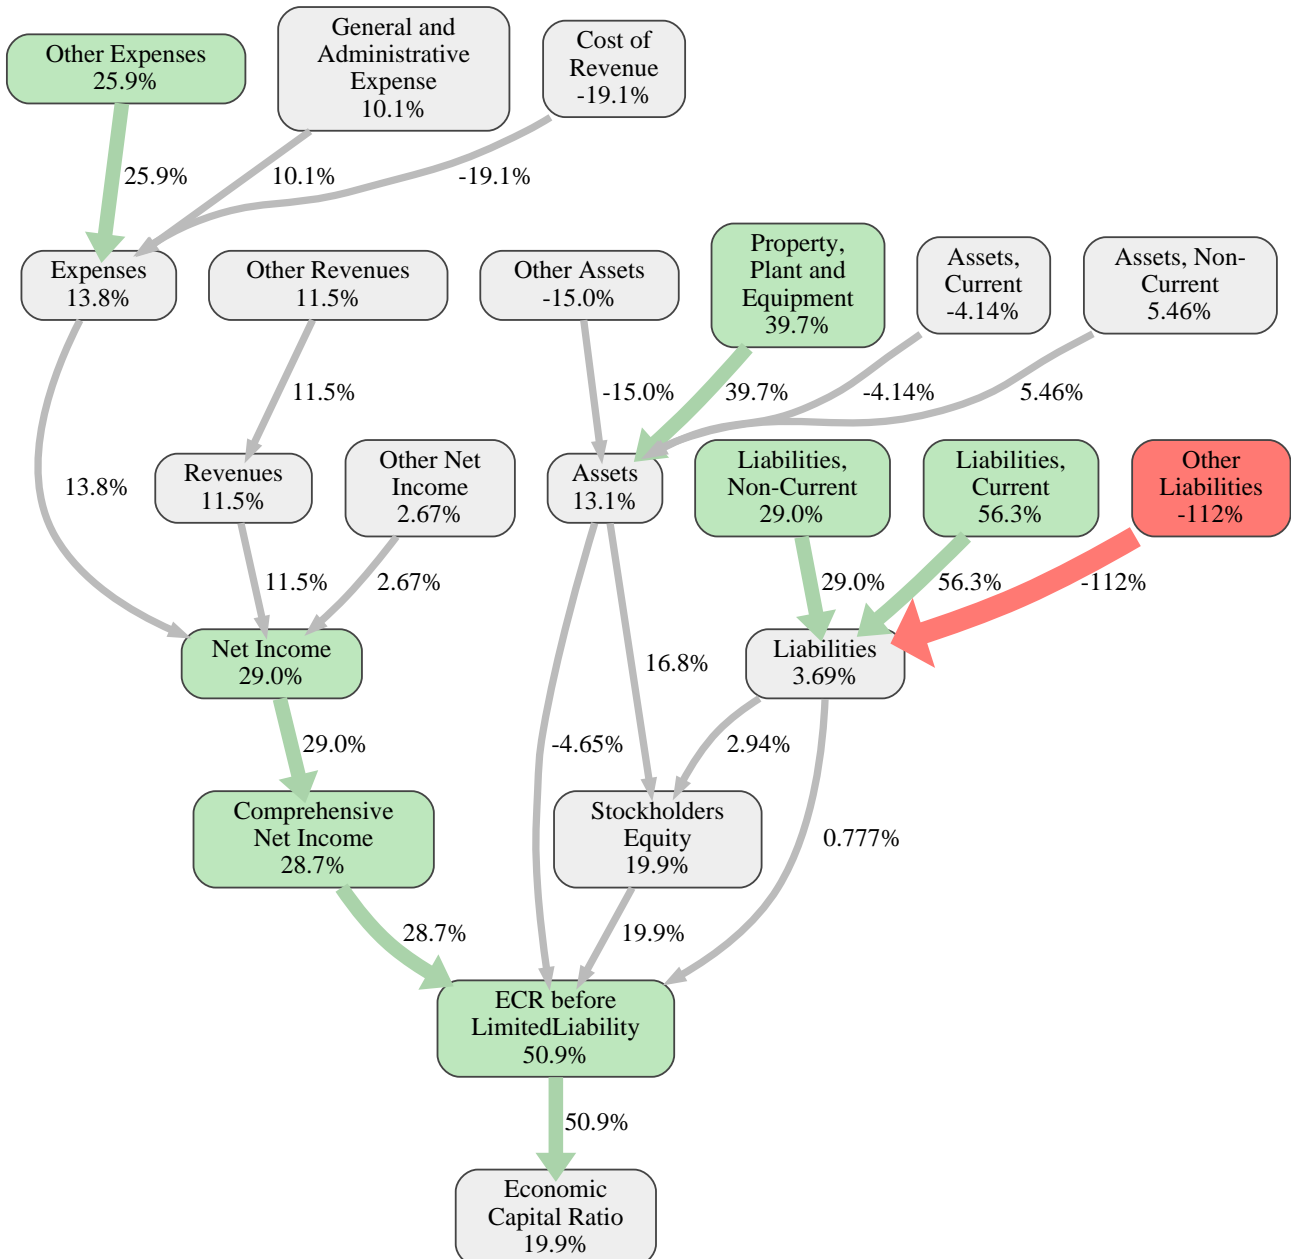 Other Expenses
25.9%
General and
Administrative
Expense
10.1%
Cost of
Revenue
-19.1%
25.9%
10.1%
-19.1%
Expenses
13.8%
Other Revenues
11.5%
Other Assets
-15.0%
Property,
Plant and
Equipment
39.7%
Assets,
Current
-4.14%
Assets, Non-
Current
5.46%
11.5%
-15.0%
39.7%
-4.14%
5.46%
13.8%
Revenues
11.5%
Other Net
Income
2.67%
Assets
13.1%
Liabilities,
Non-Current
29.0%
Liabilities,
Current
56.3%
Other
Liabilities
-112%
11.5%
2.67%
29.0%
56.3%
-112%
Net Income
29.0%
16.8%
Liabilities
3.69%
29.0%
-4.65%
2.94%
Comprehensive
Net Income
28.7%
Stockholders
Equity
19.9%
0.777%
28.7%
19.9%
ECR before
LimitedLiability
50.9%
50.9%
Economic
Capital Ratio
19.9%